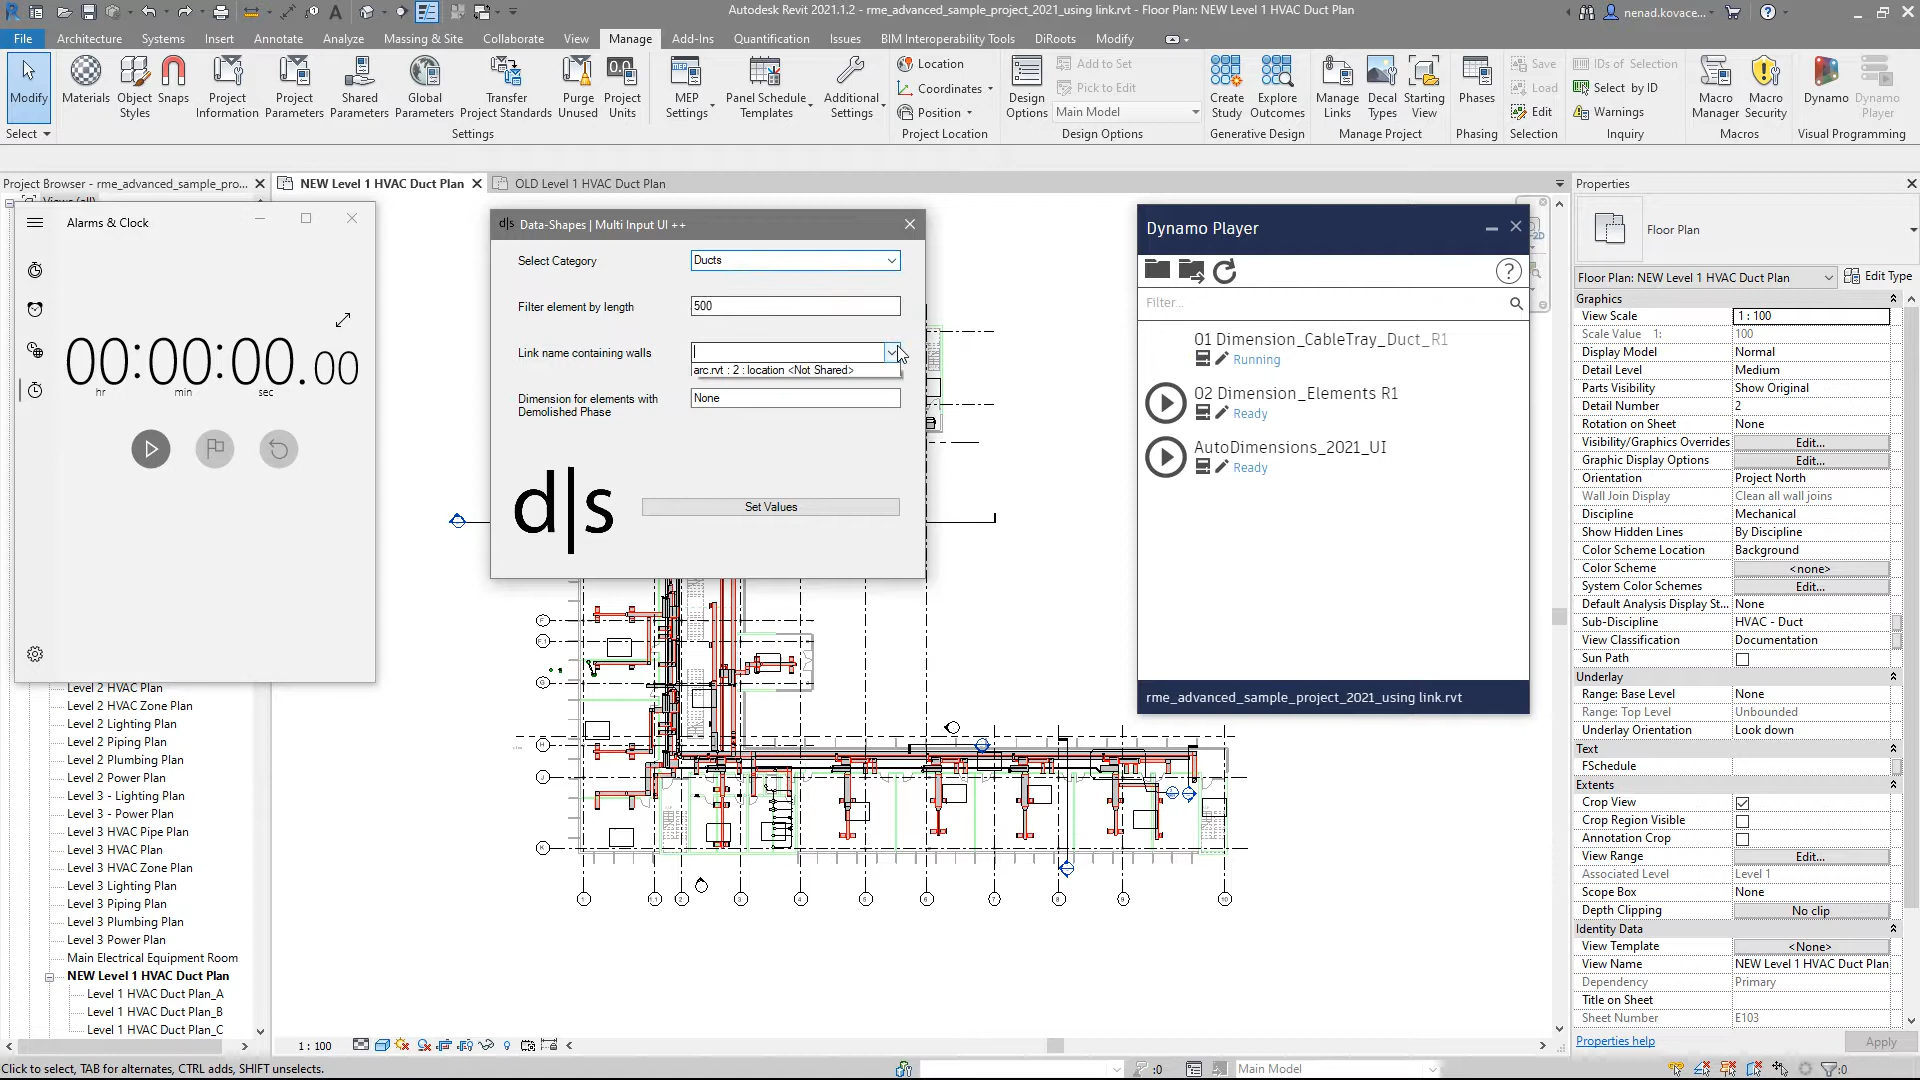 Autodesk Revit 2021.1.2 - rme_advanced_sample_project_2021_using link.rvt - Floor Plan: NEW Level 1 HVAC Duct Plan
nenad.kovace...
File Architecture Systems Insert Annotate Analyze Massing & Site Collaborate View Manage Add-Ins Quantification Issues BIM Interoperability Tools DiRoots Modify
Modify
Materials
Object Styles
Snaps
Project Information
Project Parameters
Shared Parameters
Global Parameters
Transfer Project Standards
Purge Unused
Project Units
MEP Settings
Panel Schedule Templates
Additional Settings
Location
Coordinates
Position
Design Options
Add to Set
Pick to Edit
Main Model
Create Study
Explore Outcomes
Manage Links
Decal Types
Starting View
Phases
Save
Load
Edit
IDs of Selection
Select by ID
Warnings
Macro Manager
Macro Security
Dynamo
Dynamo Player
Select
Settings
Project Location
Design Options
Generative Design
Manage Project
Phasing
Selection
Inquiry
Macros
Visual Programming
Project Browser - rme_advanced_sample_pro...
NEW Level 1 HVAC Duct Plan
OLD Level 1 HVAC Duct Plan
Alarms & Clock
00:00:00.00
hr min sec
Level 2 HVAC Plan
Level 2 HVAC Zone Plan
Level 2 Lighting Plan
Level 2 Piping Plan
Level 2 Plumbing Plan
Level 2 Power Plan
Level 3 - Lighting Plan
Level 3 - Power Plan
Level 3 HVAC Pipe Plan
Level 3 HVAC Plan
Level 3 HVAC Zone Plan
Level 3 Lighting Plan
Level 3 Piping Plan
Level 3 Plumbing Plan
Level 3 Power Plan
Main Electrical Equipment Room
NEW Level 1 HVAC Duct Plan
Level 1 HVAC Duct Plan_A
Level 1 HVAC Duct Plan_B
Level 1 HVAC Duct Plan_C
d|s Data-Shapes | Multi Input UI ++
Select Category Ducts
Filter element by length 500
Link name containing walls
arc.rvt : 2 : location <Not Shared>
Dimension for elements with Demolished Phase None
d|s
Set Values
Dynamo Player
Filter...
01 Dimension_CableTray_Duct_R1
Running
02 Dimension_Elements R1
Ready
AutoDimensions_2021_UI
Ready
rme_advanced_sample_project_2021_using link.rvt
Properties
Floor Plan
Floor Plan: NEW Level 1 HVAC Duct Plan Edit Type
Graphics
View Scale 1 : 100
Scale Value 1: 100
Display Model Normal
Detail Level Medium
Parts Visibility Show Original
Detail Number 2
Rotation on Sheet None
Visibility/Graphics Overrides Edit...
Graphic Display Options Edit...
Orientation Project North
Wall Join Display Clean all wall joins
Discipline Mechanical
Show Hidden Lines By Discipline
Color Scheme Location Background
Color Scheme <none>
System Color Schemes Edit...
Default Analysis Display St... None
Sub-Discipline HVAC - Duct
View Classification Documentation
Sun Path
Underlay
Range: Base Level None
Range: Top Level Unbounded
Underlay Orientation Look down
Text
FSchedule
Extents
Crop View
Crop Region Visible
Annotation Crop
View Range Edit...
Associated Level Level 1
Scope Box None
Depth Clipping No clip
Identity Data
View Template <None>
View Name NEW Level 1 HVAC Duct Plan
Dependency Primary
Title on Sheet
Sheet Number E103
Properties help Apply
F
F.1
G
H
J
K
1 1.1 2 3 4 5 6 7 8 9 10
1 : 100
Click to select, TAB for alternates, CTRL adds, SHIFT unselects.
:0
Main Model
:0